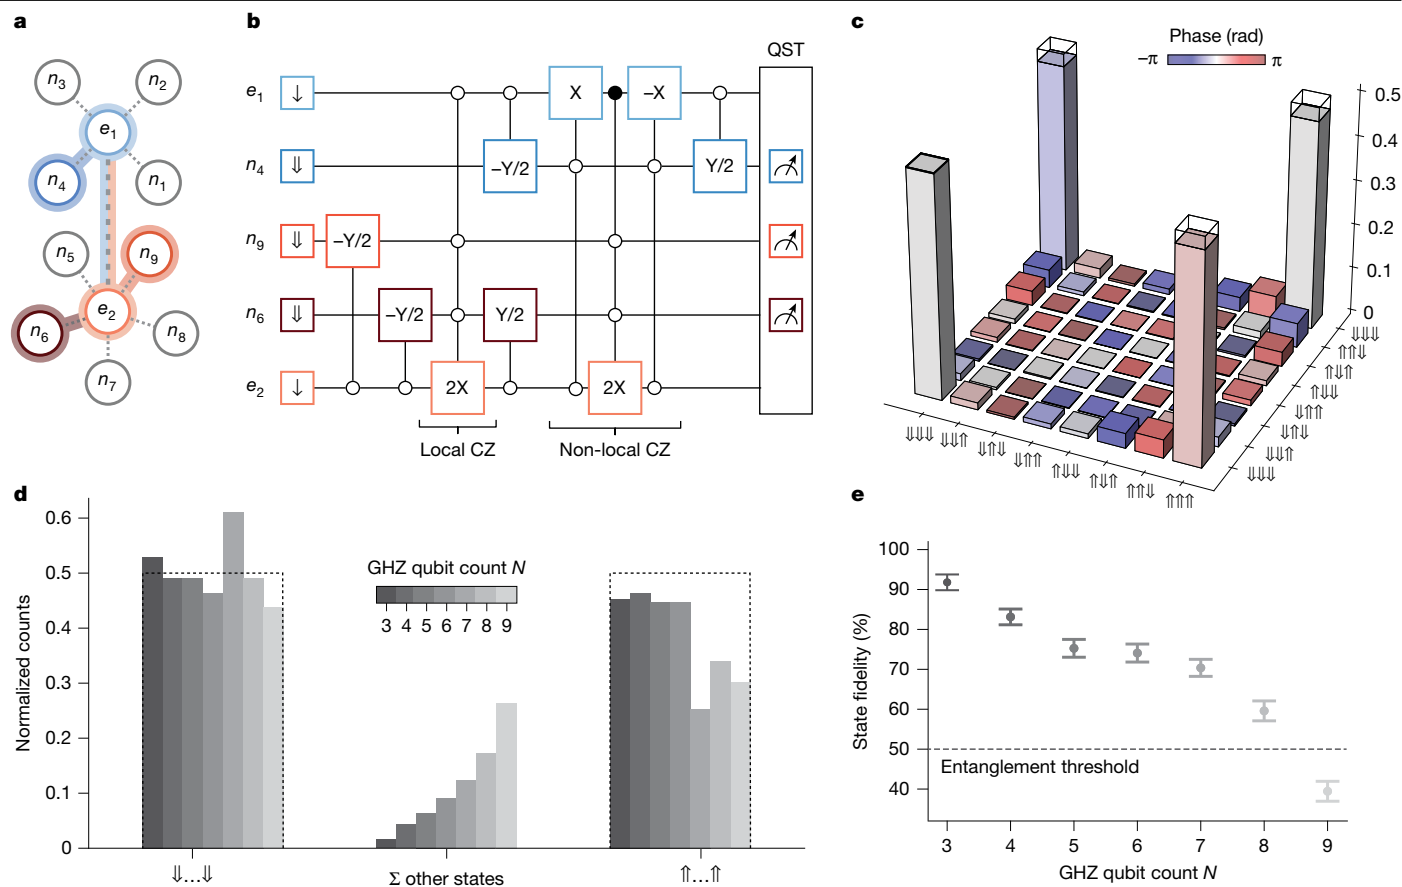 a
n3
n2
e1
n4
n1
n5
n9
e2
n6
n8
n7
b
QST
e1
↓
X
−X
n4
⇓
−Y/2
Y/2
n9
⇓
−Y/2
n6
⇓
−Y/2
Y/2
e2
↓
2X
2X
Local CZ
Non-local CZ
c
Phase (rad)
−π
π
0.5
0.4
0.3
0.2
0.1
0
⇓⇓⇓
⇑⇑⇓
⇑⇓⇑
⇑⇓⇓
⇓⇑⇑
⇓⇑⇓
⇓⇓⇑
⇓⇓⇓
⇓⇓⇓ ⇓⇓⇑ ⇓⇑⇓ ⇓⇑⇑ ⇑⇓⇓ ⇑⇓⇑ ⇑⇑⇓ ⇑⇑⇑
d
Normalized counts
0.6
0.5
0.4
0.3
0.2
0.1
0
GHZ qubit count N
3 4 5 6 7 8 9
⇓...⇓
Σ other states
⇑...⇑
e
State fidelity (%)
100
90
80
70
60
50
40
Entanglement threshold
3 4 5 6 7 8 9
GHZ qubit count N